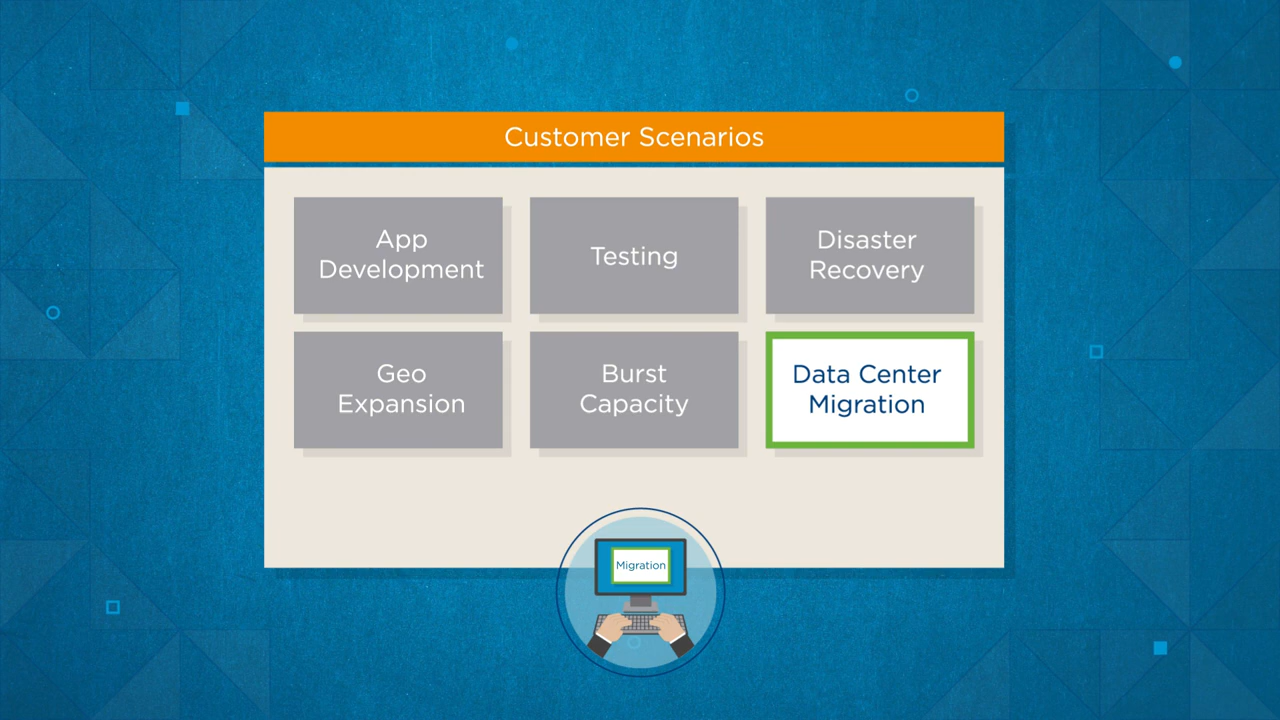 Customer Scenarios
App
Development
Testing
Disaster
Recovery
Geo
Expansion
Burst
Capacity
Data Center
Migration
Migration